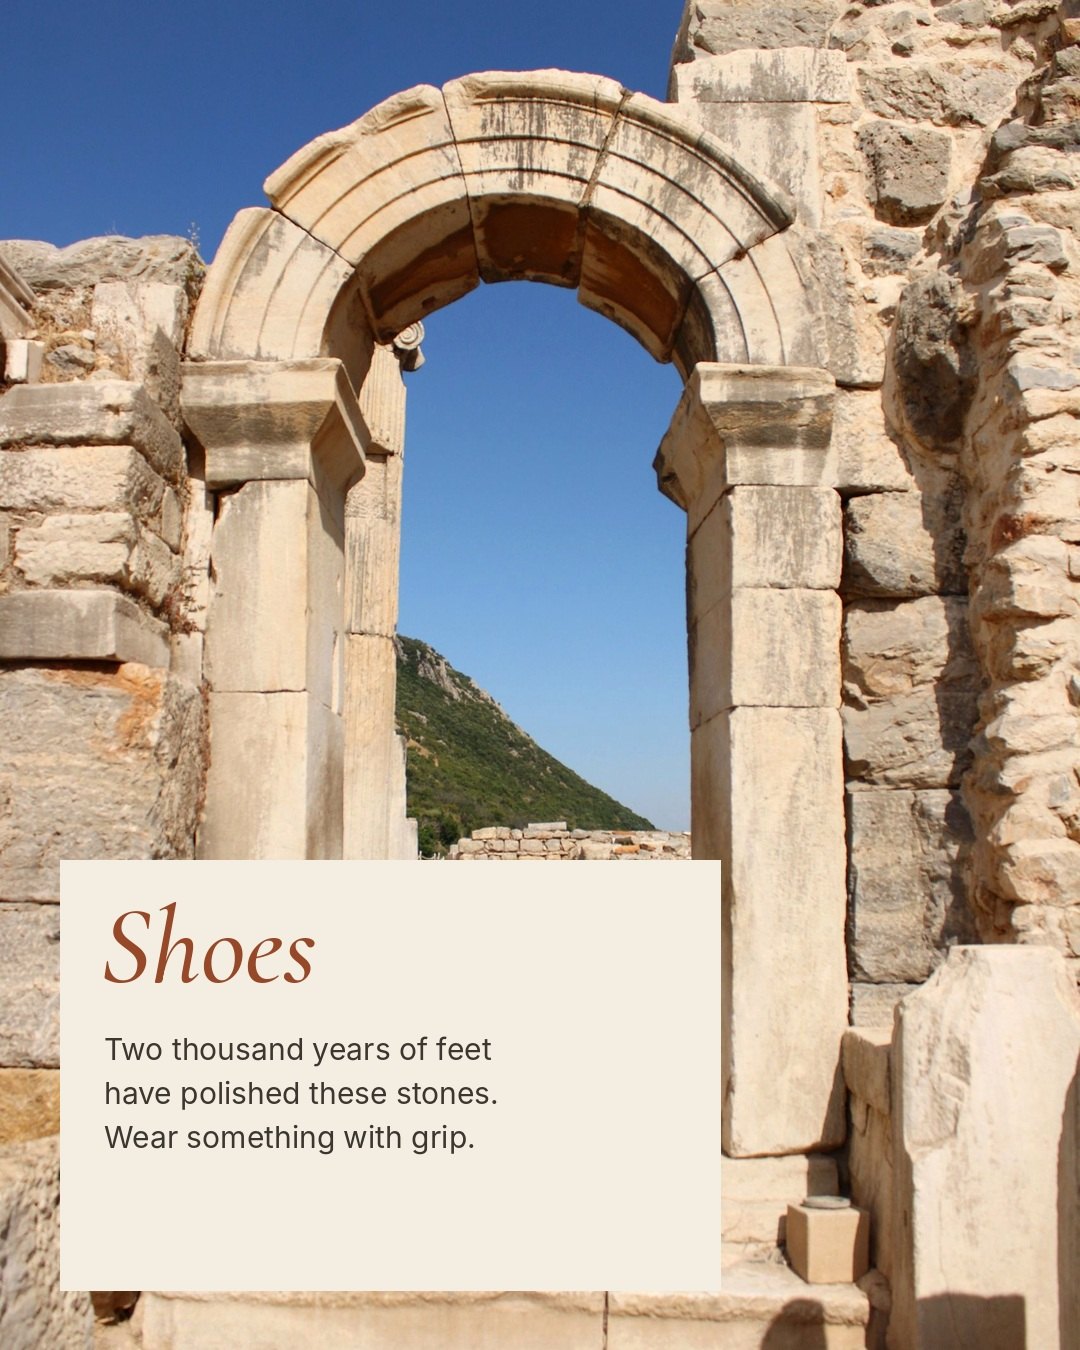 Shoes
Two thousand years of feet
have polished these stones.
Wear something with grip.